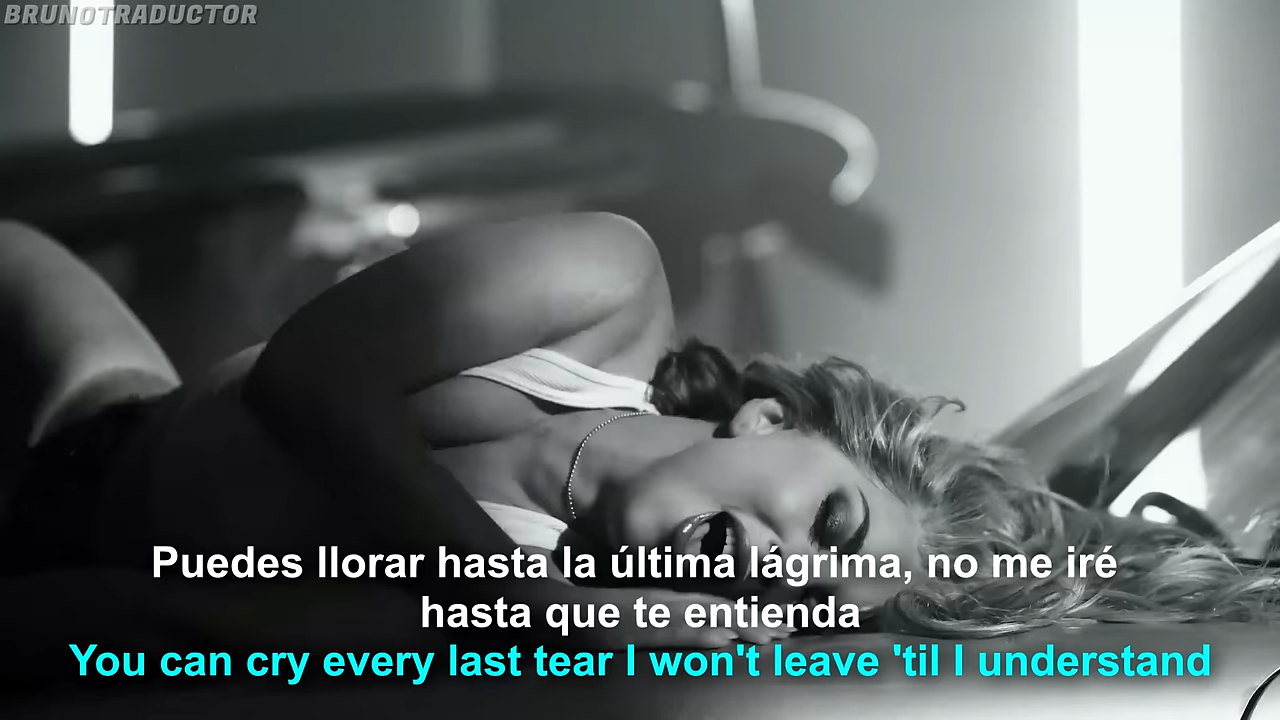 BRUNOTRADUCTOR
Puedes llorar hasta la última lágrima, no me iré
hasta que te entienda
You can cry every last tear I won't leave 'til I understand